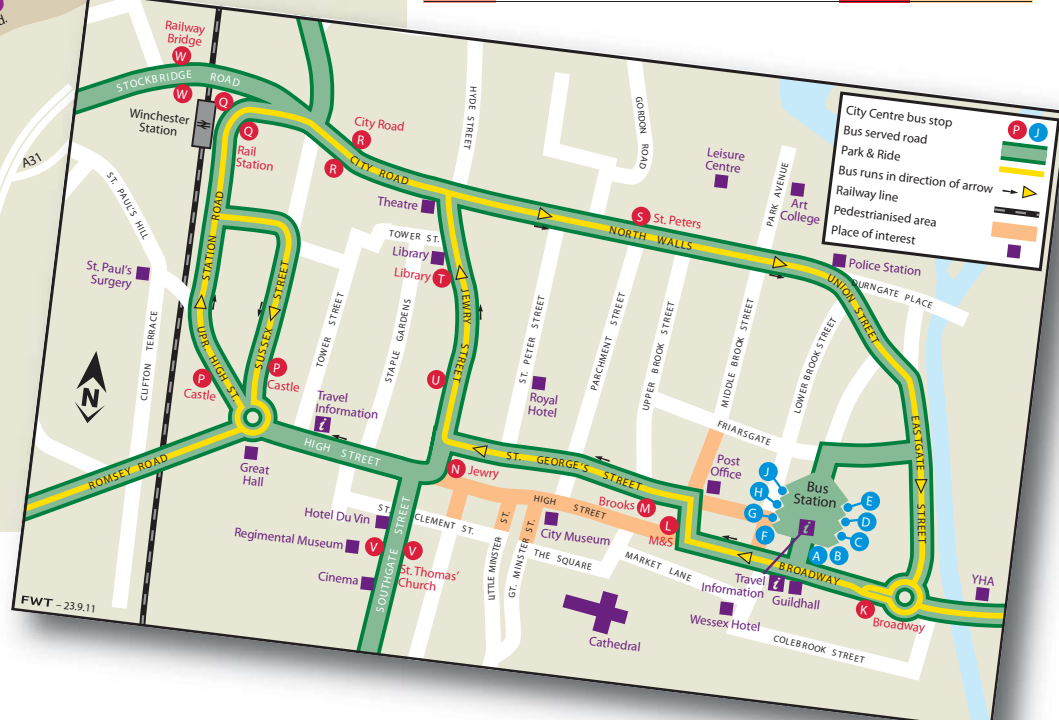 d.
Railway
Bridge
W
W
STOCKBRIDGE ROAD
Winchester
Station
Q
Q
Rail
Station
A31
ST. PAUL'S HILL
City Road
R
R
CITY ROAD
HYDE STREET
GORDON ROAD
Leisure
Centre
PARK AVENUE
Art
College
City Centre bus stop
P J
Bus served road
Park & Ride
Bus runs in direction of arrow
Railway line
Pedestrianised area
Place of interest
Theatre
S St. Peters
NORTH WALLS
Police Station
DURNGATE PLACE
UNION STREET
TOWER ST.
Library
Library T
STATION ROAD
St. Paul's
Surgery
SUSSEX STREET
JEWRY STREET
UPR. HIGH ST.
CLIFTON TERRACE
TOWER STREET
STAPLE GARDENS
ST. PETER STREET
PARCHMENT STREET
UPPER BROOK STREET
MIDDLE BROOK STREET
LOWER BROOK STREET
P
Castle
P
Castle
U
N
Travel
Information
i
Royal
Hotel
FRIARSGATE
EASTGATE STREET
HIGH STREET
ROMSEY ROAD
Great
Hall
N Jewry
ST. GEORGE'S STREET
Post
Office
Bus
Station
i
J
H
G
F
E
D
C
B
A
HIGH STREET
Brooks M
L
M&S
ST. CLEMENT ST.
Hotel Du Vin
Regimental Museum
V
V
St. Thomas'
Church
Cinema
SOUTHGATE STREET
LITTLE MINSTER ST.
GT. MINSTER ST.
City Museum
THE SQUARE
MARKET LANE
BROADWAY
Travel
Information
i
Guildhall
Wessex Hotel
K
Broadway
YHA
Cathedral
COLEBROOK STREET
FWT – 23.9.11